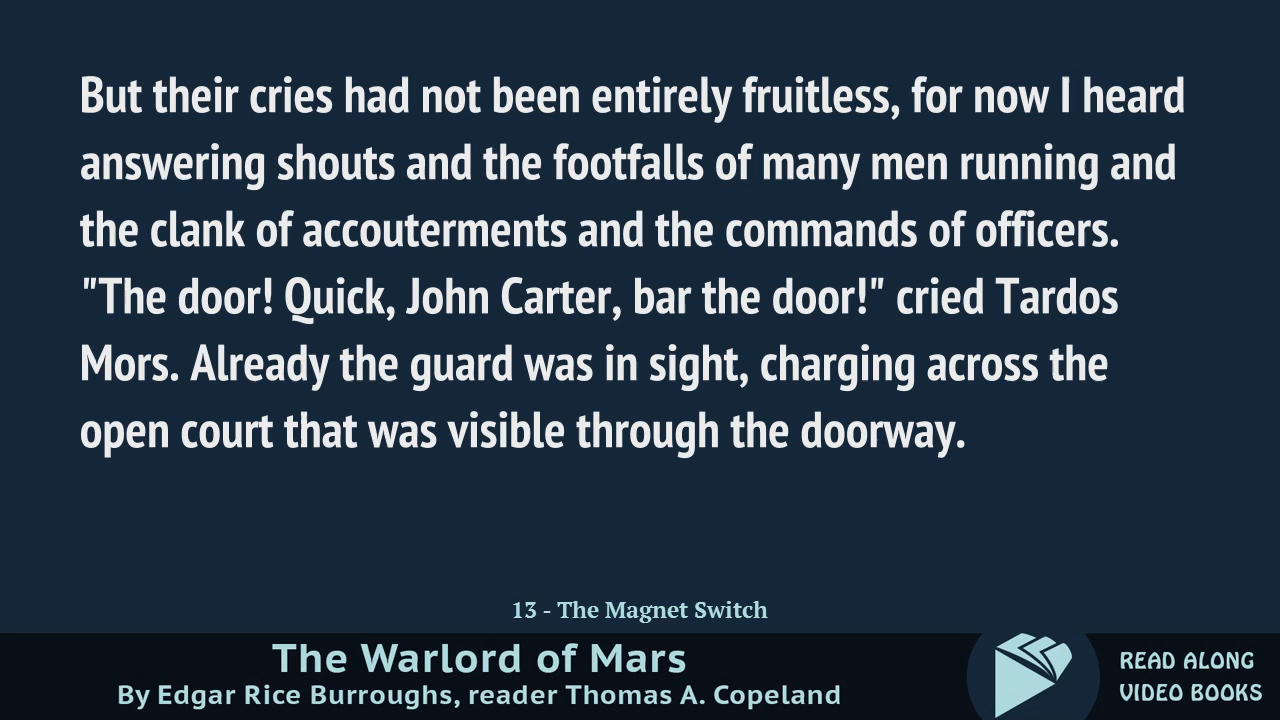 But their cries had not been entirely fruitless, for now I heard
answering shouts and the footfalls of many men running and
the clank of accouterments and the commands of officers.
"The door! Quick, John Carter, bar the door!" cried Tardos
Mors. Already the guard was in sight, charging across the
open court that was visible through the doorway.
13 - The Magnet Switch
The Warlord of Mars
By Edgar Rice Burroughs, reader Thomas A. Copeland
READ ALONG
VIDEO BOOKS